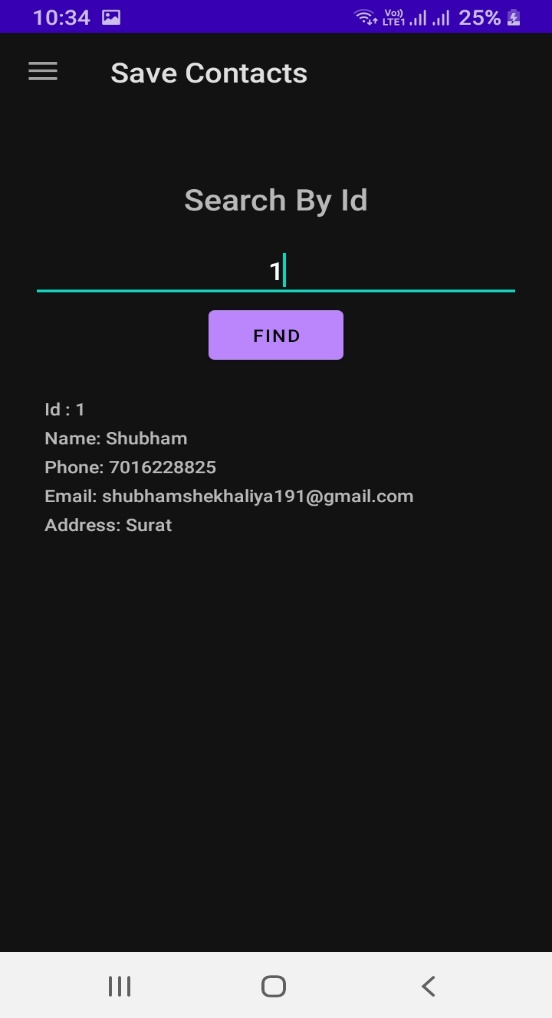 10:34 Vo)) LTE1 25%
Save Contacts
Search By Id
1
FIND
Id : 1
Name: Shubham
Phone: 7016228825
Email: shubhamshekhaliya191@gmail.com
Address: Surat